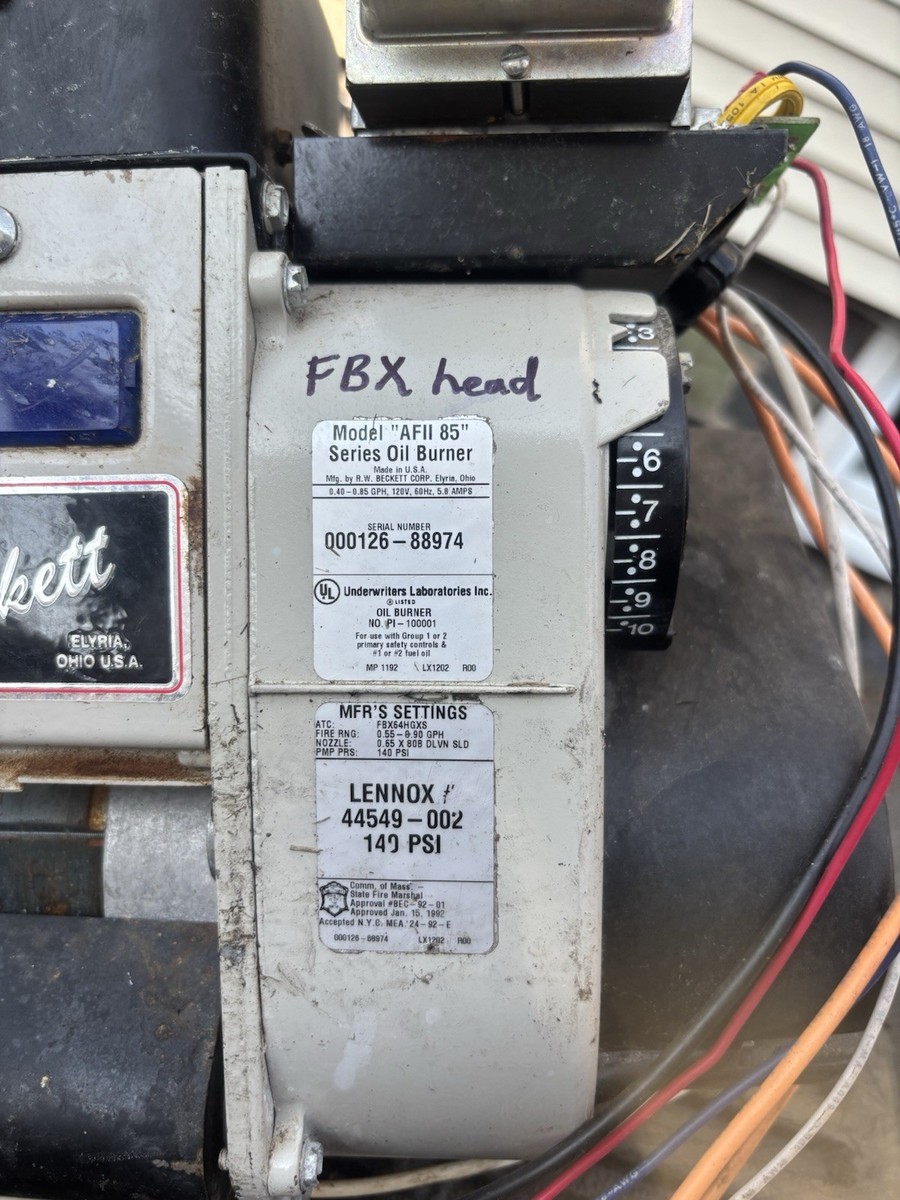 FBX head
Model "AFII 85"
Series Oil Burner
Made in U.S.A.
Mfg. by R.W. BECKETT CORP. Elyria, Ohio
0.40-0.85 GPH, 120V, 60Hz, 5.8 AMPS
SERIAL NUMBER
000126-88974
UL Underwriters Laboratories Inc.
LISTED
OIL BURNER
NO. PI-100001
For use with Group 1 or 2
primary safety controls &
#1 or #2 fuel oil
MP 1192 LX1202 R00
MFR'S SETTINGS
ATC: FBX64HGXS
FIRE RNG: 0.55-0.90 GPH
NOZZLE: 0.65 X 80B DLVN SLD
PMP PRS: 140 PSI
LENNOX #
44549-002
140 PSI
Comm. of Mass. -
State Fire Marshal
Approval #BEC-92-01
Approved Jan. 15, 1992
Accepted N.Y.C. MEA 24-92-E
000126-88974 LX1202 R00
kett
ELYRIA,
OHIO U.S.A.
3
6
7
8
9
10